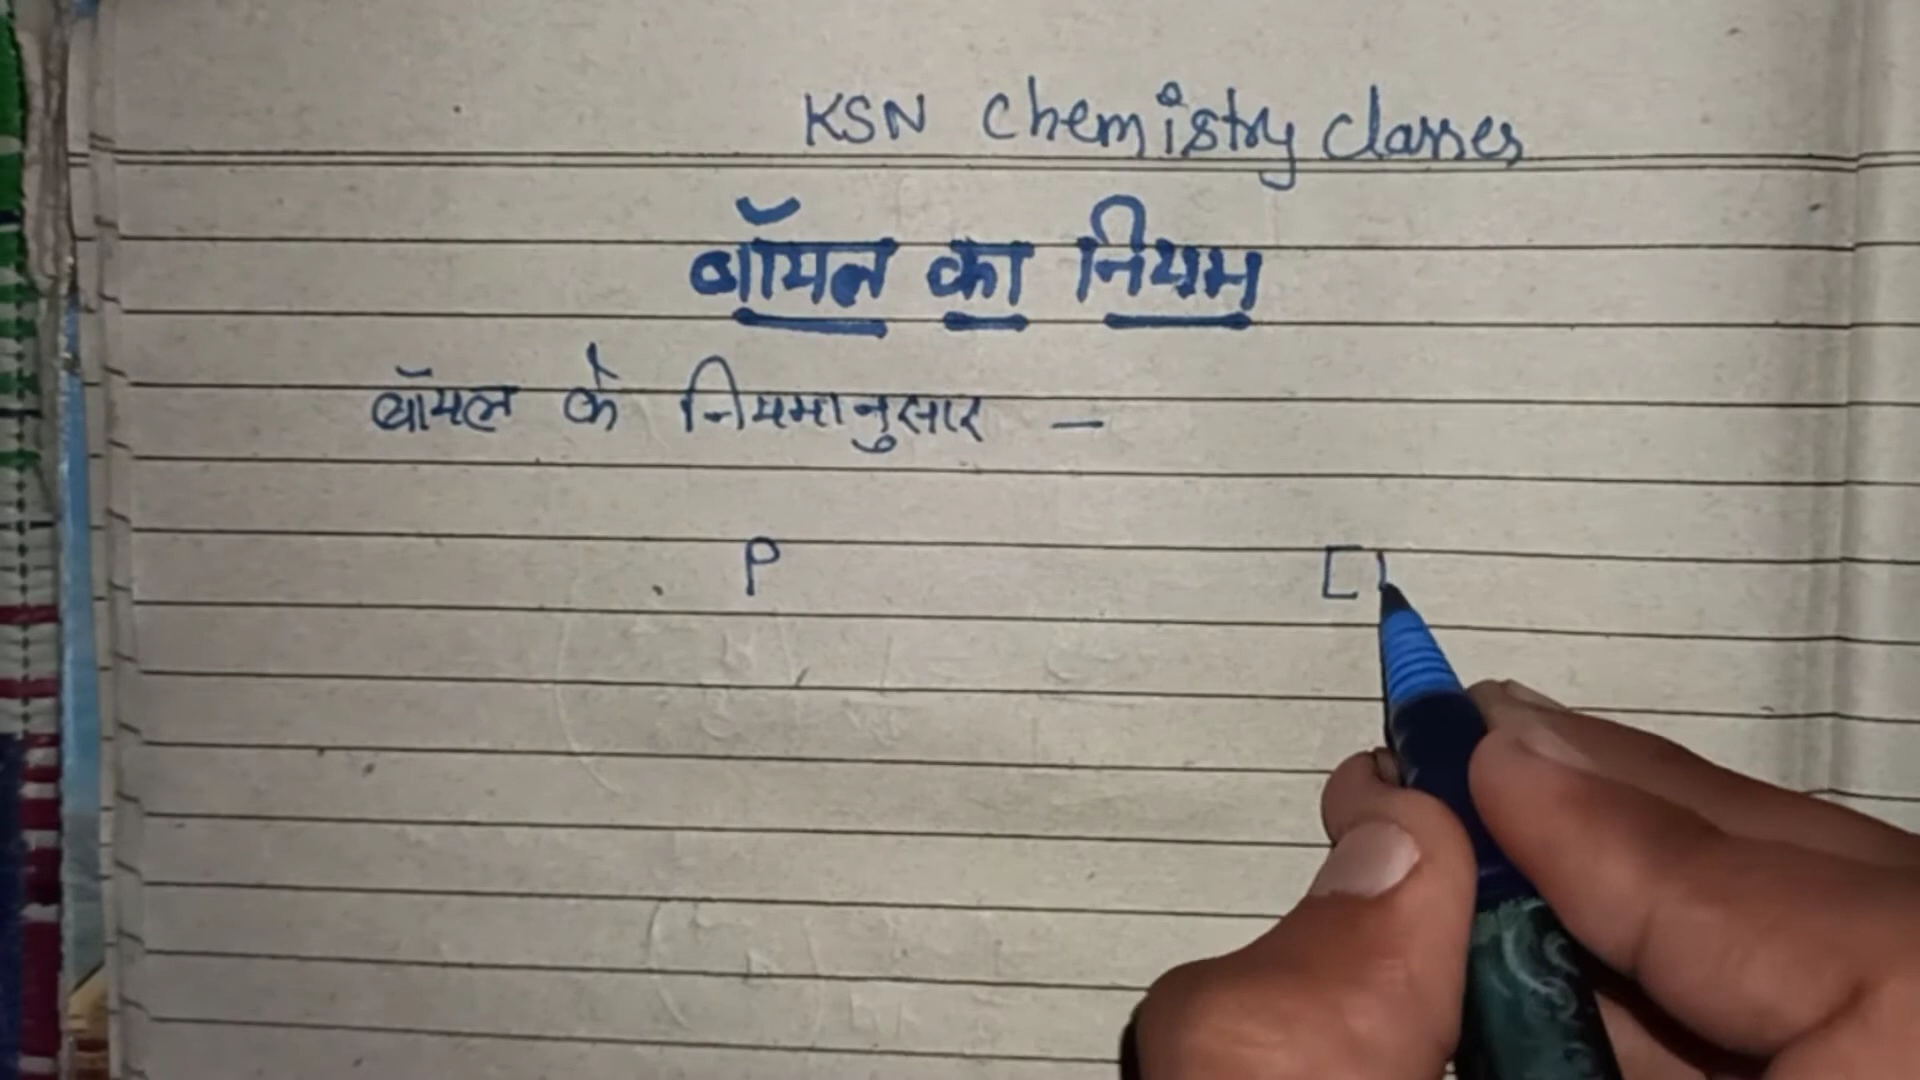 KSN Chemistry Classes
बॉयल का नियम
बॉयल के नियमानुसार -
P [